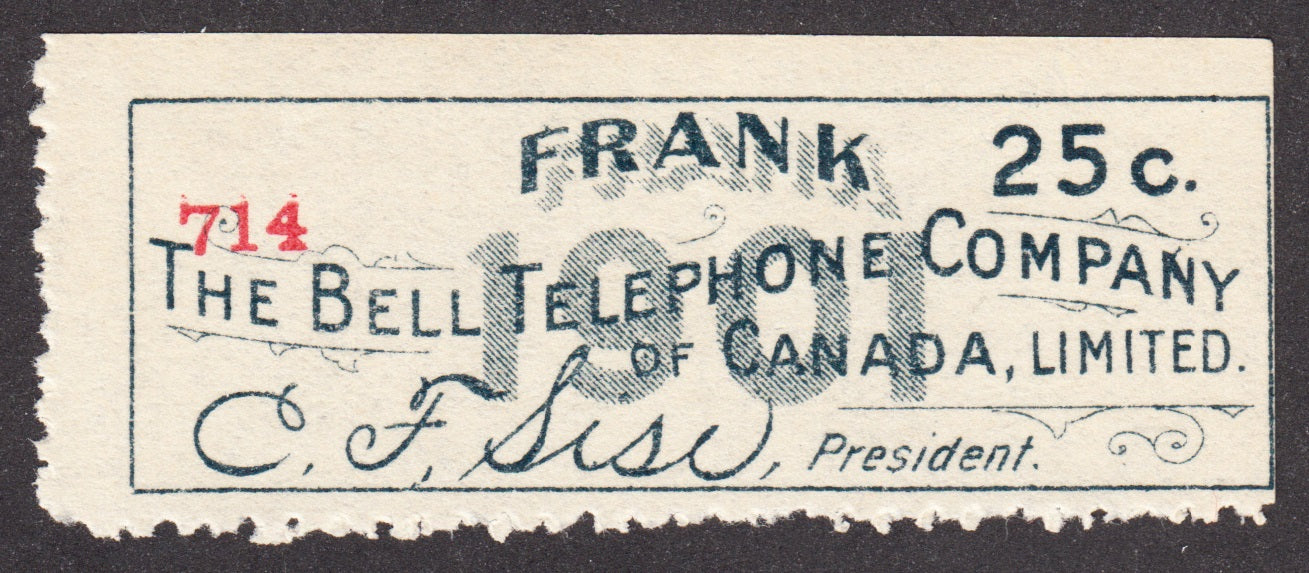 FRANK 25c.
1901
714
THE BELL TELEPHONE COMPANY
OF CANADA, LIMITED.
C. F. Sise, President.